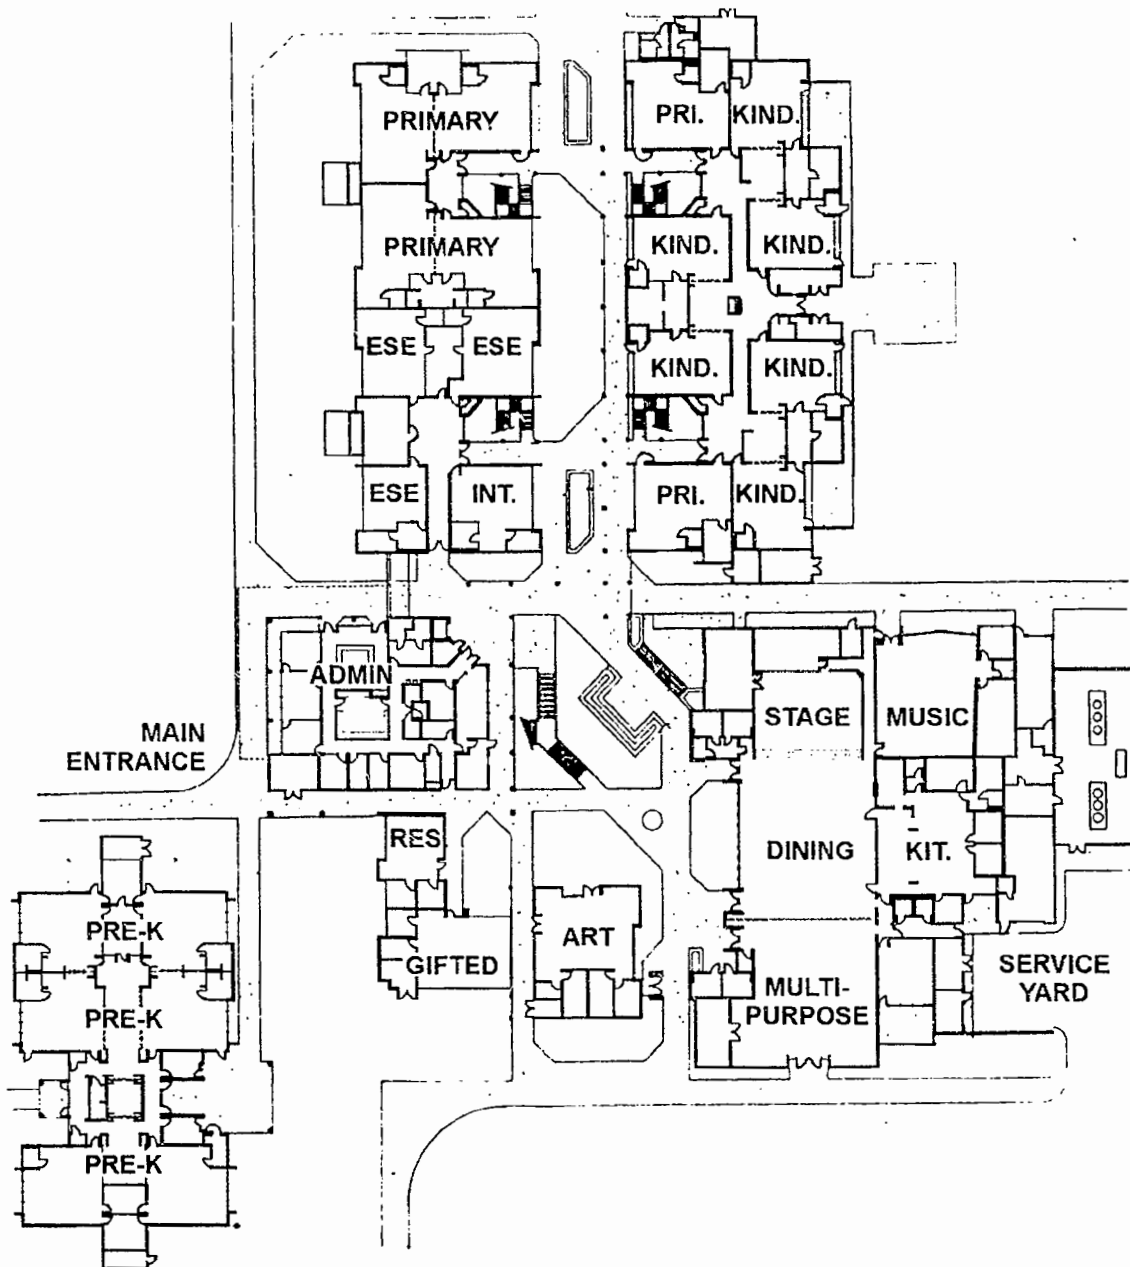 PRIMARY
PRI.
KIND.
PRIMARY
KIND.
KIND.
ESE
ESE
KIND.
KIND.
ESE
INT.
PRI.
KIND.
ADMIN
MAIN
ENTRANCE
STAGE
MUSIC
RES
DINING
KIT.
PRE-K
ART
GIFTED
SERVICE
YARD
PRE-K
MULTI-
PURPOSE
PRE-K